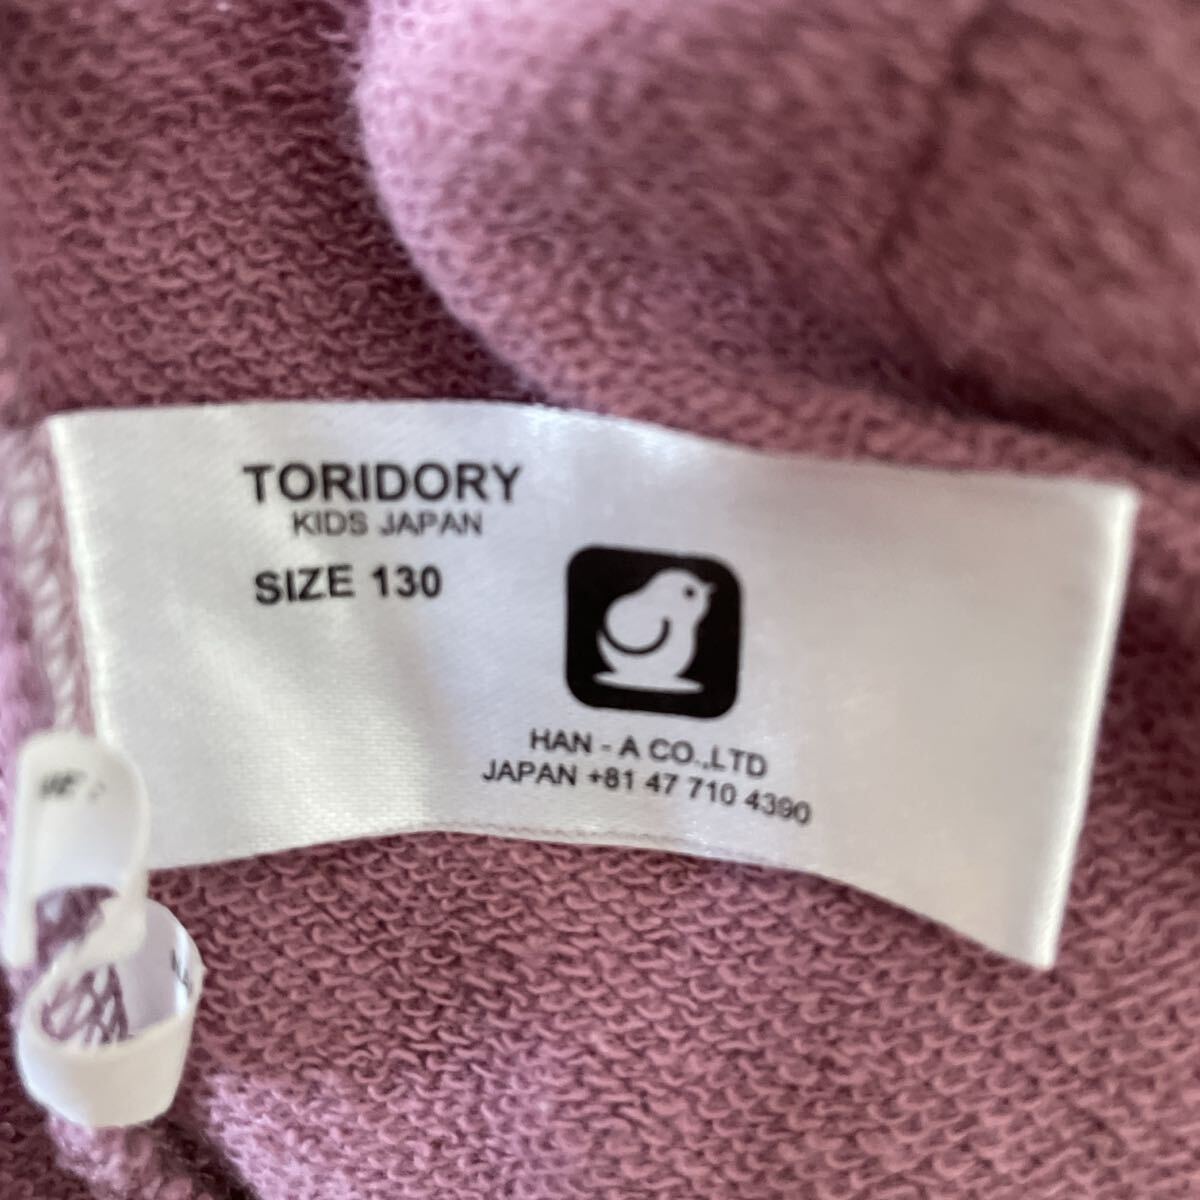 TORIDORY
KIDS JAPAN
SIZE 130
HAN - A CO.,LTD
JAPAN +81 47 710 4390